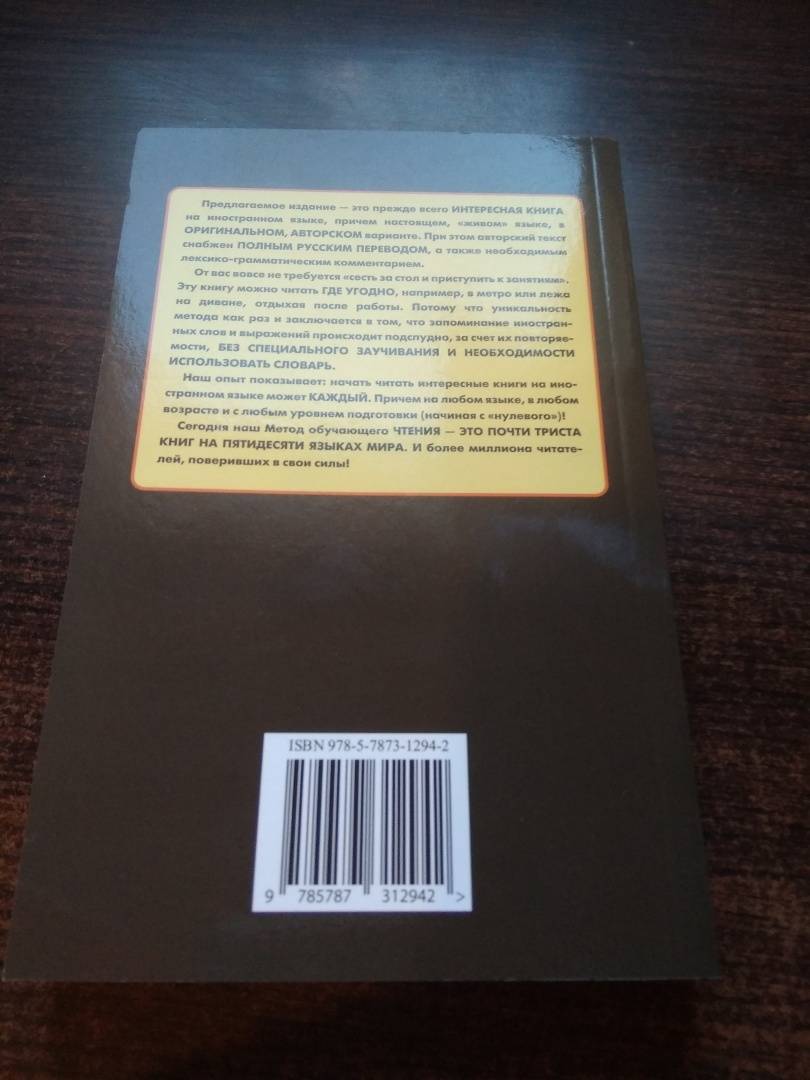 Предлагаемое издание — это прежде всего ИНТЕРЕСНАЯ КНИГА
на иностранном языке, причем настоящем, «живом» языке, в
ОРИГИНАЛЬНОМ, АВТОРСКОМ варианте. При этом авторский текст
снабжен ПОЛНЫМ РУССКИМ ПЕРЕВОДОМ, а также необходимым
лексико-грамматическим комментарием.
От вас вовсе не требуется «сесть за стол и приступить к занятиям».
Эту книгу можно читать ГДЕ УГОДНО, например, в метро или лежа
на диване, отдыхая после работы. Потому что уникальность
метода как раз и заключается в том, что запоминание иностран-
ных слов и выражений происходит подспудно, за счет их повторяе-
мости, БЕЗ СПЕЦИАЛЬНОГО ЗАУЧИВАНИЯ И НЕОБХОДИМОСТИ
ИСПОЛЬЗОВАТЬ СЛОВАРЬ.
Наш опыт показывает: начать читать интересные книги на ино-
странном языке может КАЖДЫЙ. Причем на любом языке, в любом
возрасте и с любым уровнем подготовки (начиная с «нулевого»)!
Сегодня наш Метод обучающего ЧТЕНИЯ — ЭТО ПОЧТИ ТРИСТА
КНИГ НА ПЯТИДЕСЯТИ ЯЗЫКАХ МИРА. И более миллиона читате-
лей, поверивших в свои силы!
ISBN 978-5-7873-1294-2
9 785787 312942 >